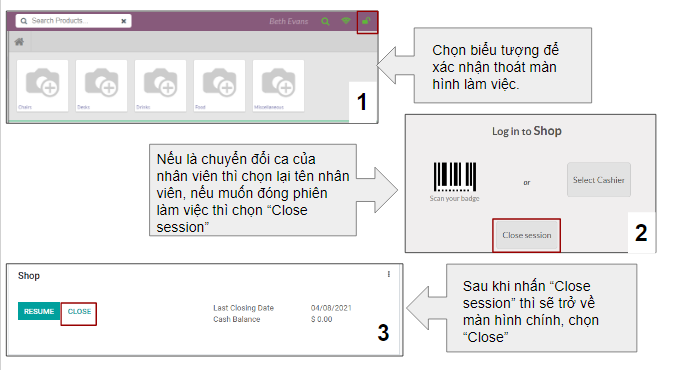 Search Products...
Beth Evans
Chairs
Desks
Drinks
Food
Miscellaneous
1
Chọn biểu tượng để
xác nhận thoát màn
hình làm việc.
Nếu là chuyển đổi ca của
nhân viên thì chọn lại tên nhân
viên, nếu muốn đóng phiên
làm việc thì chọn “Close
session”
Log in to Shop
Scan your badge
or
Select Cashier
Close session
2
Shop
RESUME
CLOSE
Last Closing Date
04/08/2021
Cash Balance
$ 0.00
3
Sau khi nhấn “Close
session” thì sẽ trở về
màn hình chính, chọn
“Close”